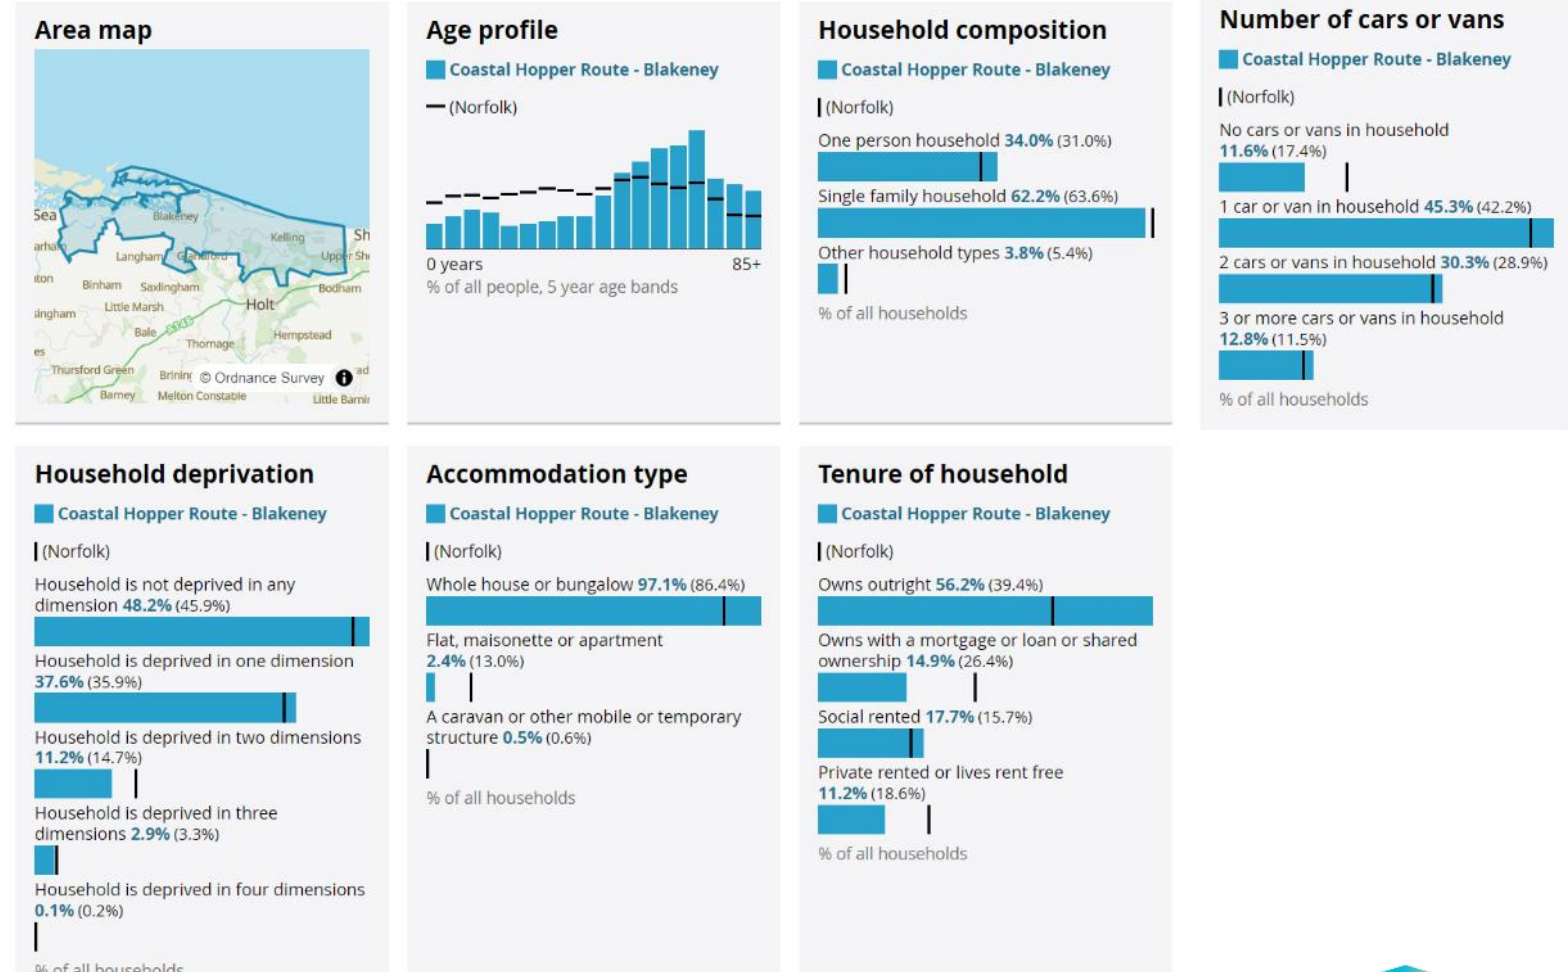 Area map
Sea
Blakeney
Kelling
Sh
Langham
Glandford
Upper She
Binham
Saxlingham
Bodham
Little Marsh
Holt
singham
Bale
A148
Hempstead
Thornage
es
Thursford Green
Brining
© Ordnance Survey
ad
Barney
Melton Constable
Little Barni
Age profile
Coastal Hopper Route - Blakeney
(Norfolk)
0 years
85+
% of all people, 5 year age bands
Household composition
Coastal Hopper Route - Blakeney
(Norfolk)
One person household 34.0% (31.0%)
Single family household 62.2% (63.6%)
Other household types 3.8% (5.4%)
% of all households
Number of cars or vans
Coastal Hopper Route - Blakeney
(Norfolk)
No cars or vans in household
11.6% (17.4%)
1 car or van in household 45.3% (42.2%)
2 cars or vans in household 30.3% (28.9%)
3 or more cars or vans in household
12.8% (11.5%)
% of all households
Household deprivation
Coastal Hopper Route - Blakeney
(Norfolk)
Household is not deprived in any
dimension 48.2% (45.9%)
Household is deprived in one dimension
37.6% (35.9%)
Household is deprived in two dimensions
11.2% (14.7%)
Household is deprived in three
dimensions 2.9% (3.3%)
Household is deprived in four dimensions
0.1% (0.2%)
% of all households
Accommodation type
Coastal Hopper Route - Blakeney
(Norfolk)
Whole house or bungalow 97.1% (86.4%)
Flat, maisonette or apartment
2.4% (13.0%)
A caravan or other mobile or temporary
structure 0.5% (0.6%)
% of all households
Tenure of household
Coastal Hopper Route - Blakeney
(Norfolk)
Owns outright 56.2% (39.4%)
Owns with a mortgage or loan or shared
ownership 14.9% (26.4%)
Social rented 17.7% (15.7%)
Private rented or lives rent free
11.2% (18.6%)
% of all households